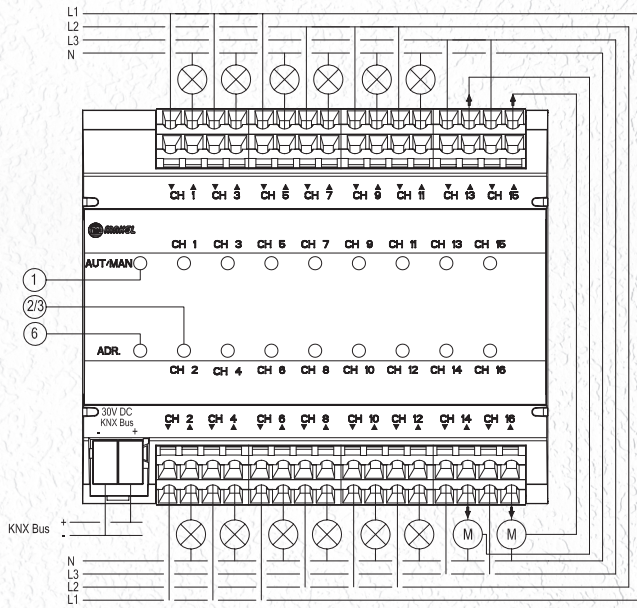 L1
L2
L3
N
CH 1 CH 3 CH 5 CH 7 CH 9 CH 11 CH 13 CH 15
MAKEL
CH 1 CH 3 CH 5 CH 7 CH 9 CH 11 CH 13 CH 15
AUT/MAN
1
2/3
6
ADR.
CH 2 CH 4 CH 6 CH 8 CH 10 CH 12 CH 14 CH 16
30V DC
KNX Bus
- +
CH 2 CH 4 CH 6 CH 8 CH 10 CH 12 CH 14 CH 16
KNX Bus
+
-
M M
N
L3
L2
L1